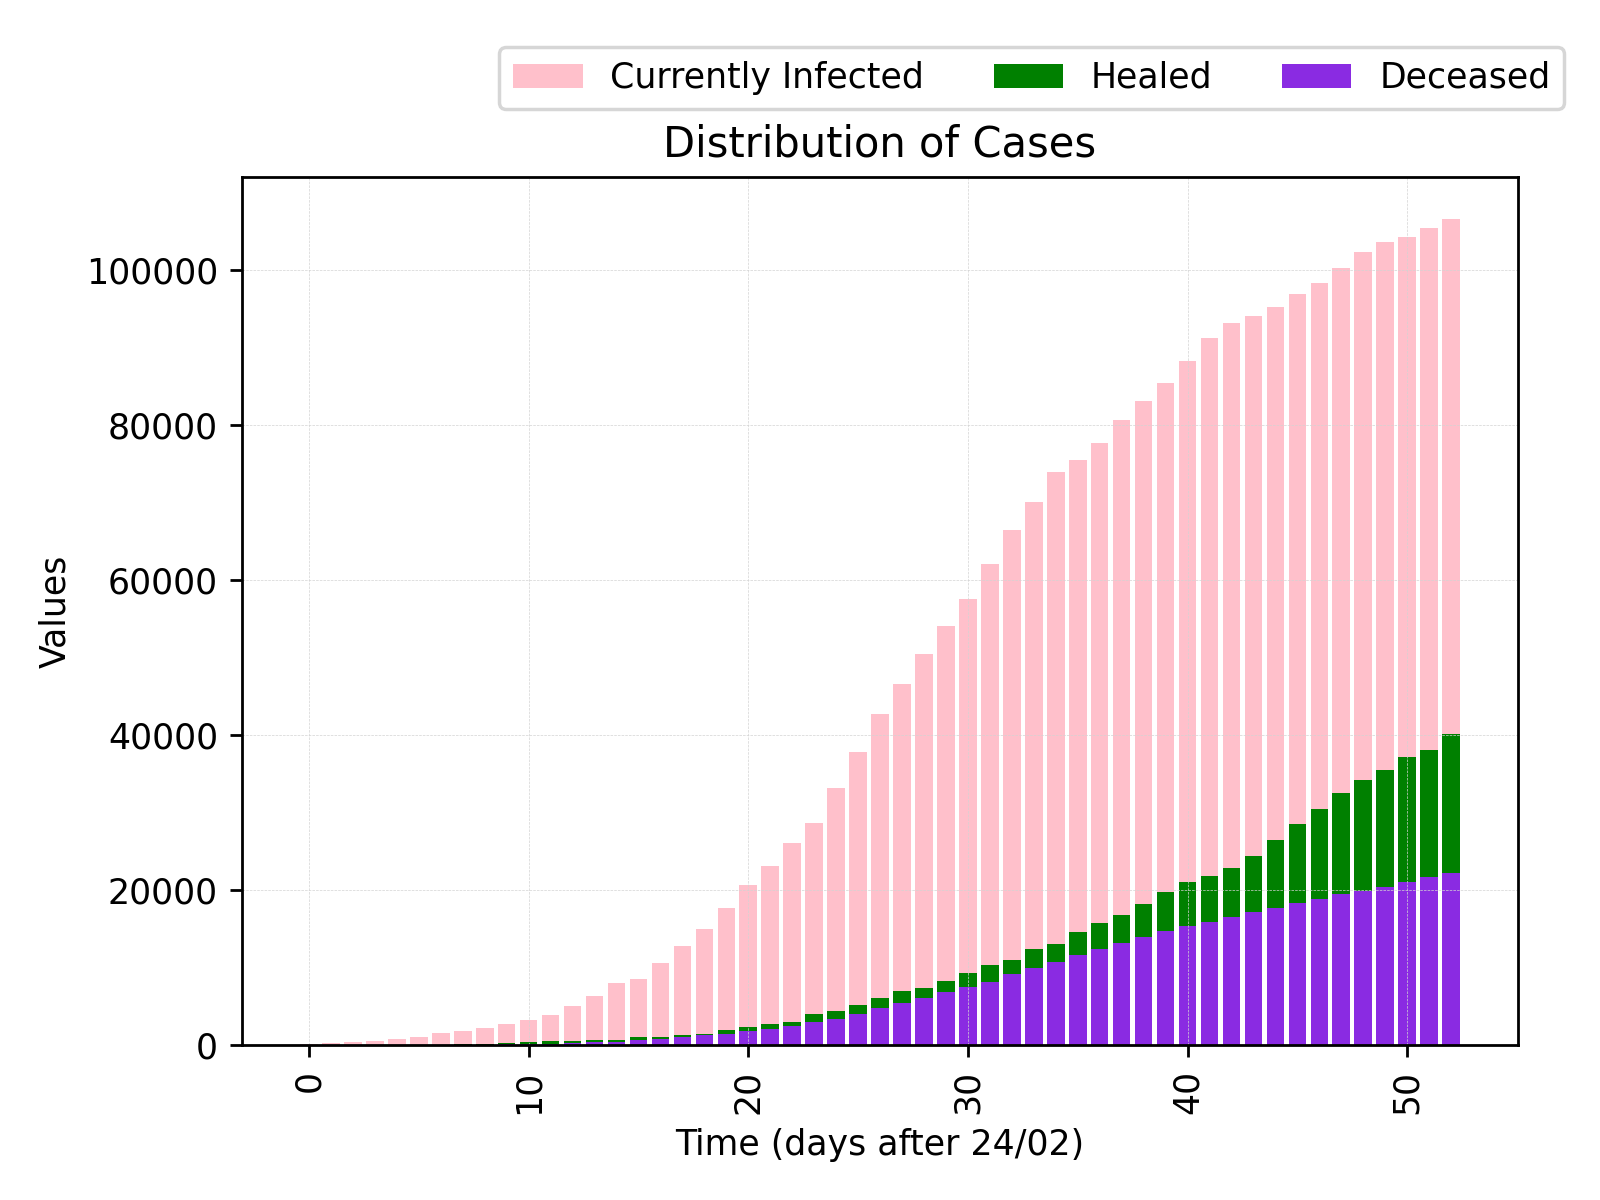 Currently Infected Healed Deceased
Distribution of Cases
Values
100000
80000
60000
40000
20000
0
0 10 20 30 40 50
Time (days after 24/02)